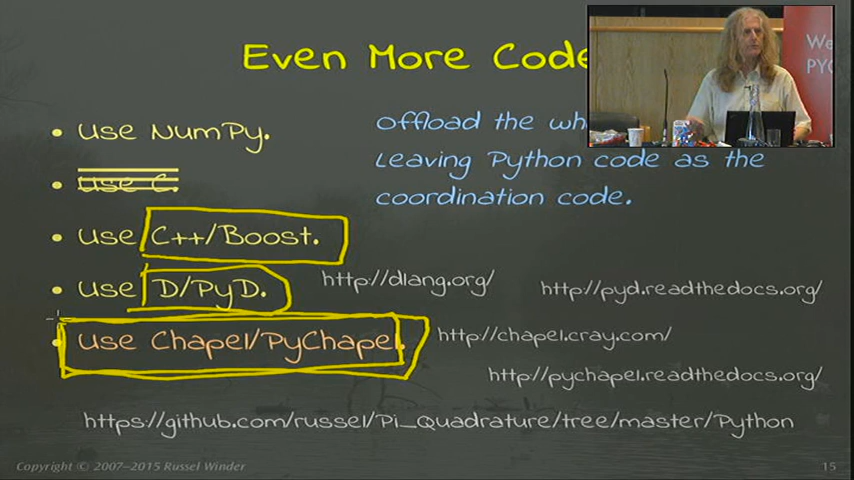 Even More Code
• Use NumPy.
Offload the
Leaving Python code as the
coordination code.
• Use C.
• Use C++/Boost.
• Use D/PyD.
http://dlang.org/
http://pyd.readthedocs.org/
• Use Chapel/PyChapel.
http://chapel.cray.com/
http://pychapel.readthedocs.org/
https://github.com/russel/Pi_Quadrature/tree/master/Python
Copyright © 2007–2015 Russel Winder
15
We
PYC